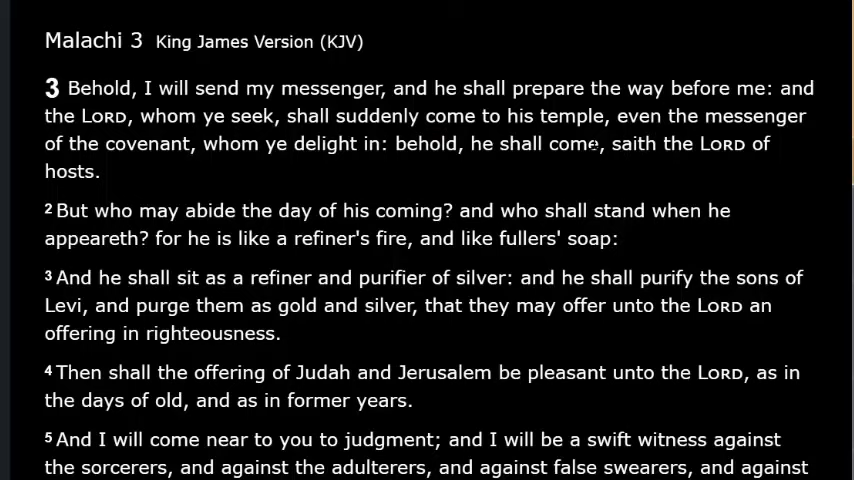 Malachi 3 King James Version (KJV)
3 Behold, I will send my messenger, and he shall prepare the way before me: and
the LORD, whom ye seek, shall suddenly come to his temple, even the messenger
of the covenant, whom ye delight in: behold, he shall come, saith the LORD of
hosts.
2 But who may abide the day of his coming? and who shall stand when he
appeareth? for he is like a refiner's fire, and like fullers' soap:
3 And he shall sit as a refiner and purifier of silver: and he shall purify the sons of
Levi, and purge them as gold and silver, that they may offer unto the LORD an
offering in righteousness.
4 Then shall the offering of Judah and Jerusalem be pleasant unto the LORD, as in
the days of old, and as in former years.
5 And I will come near to you to judgment; and I will be a swift witness against
the sorcerers, and against the adulterers, and against false swearers, and against